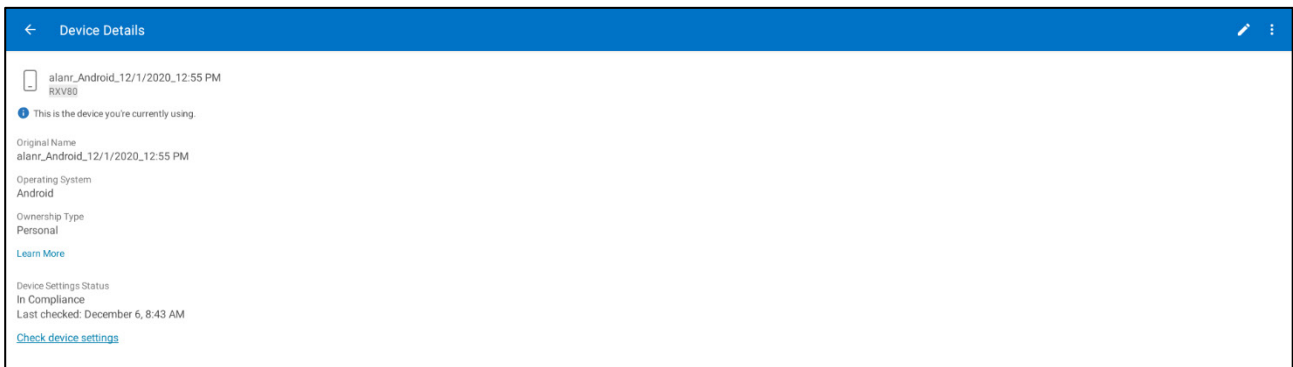 Device Details
alanr_Android_12/1/2020_12:55 PM
RXV80
This is the device you're currently using.
Original Name
alanr_Android_12/1/2020_12:55 PM
Operating System
Android
Ownership Type
Personal
Learn More
Device Settings Status
In Compliance
Last checked: December 6, 8:43 AM
Check device settings